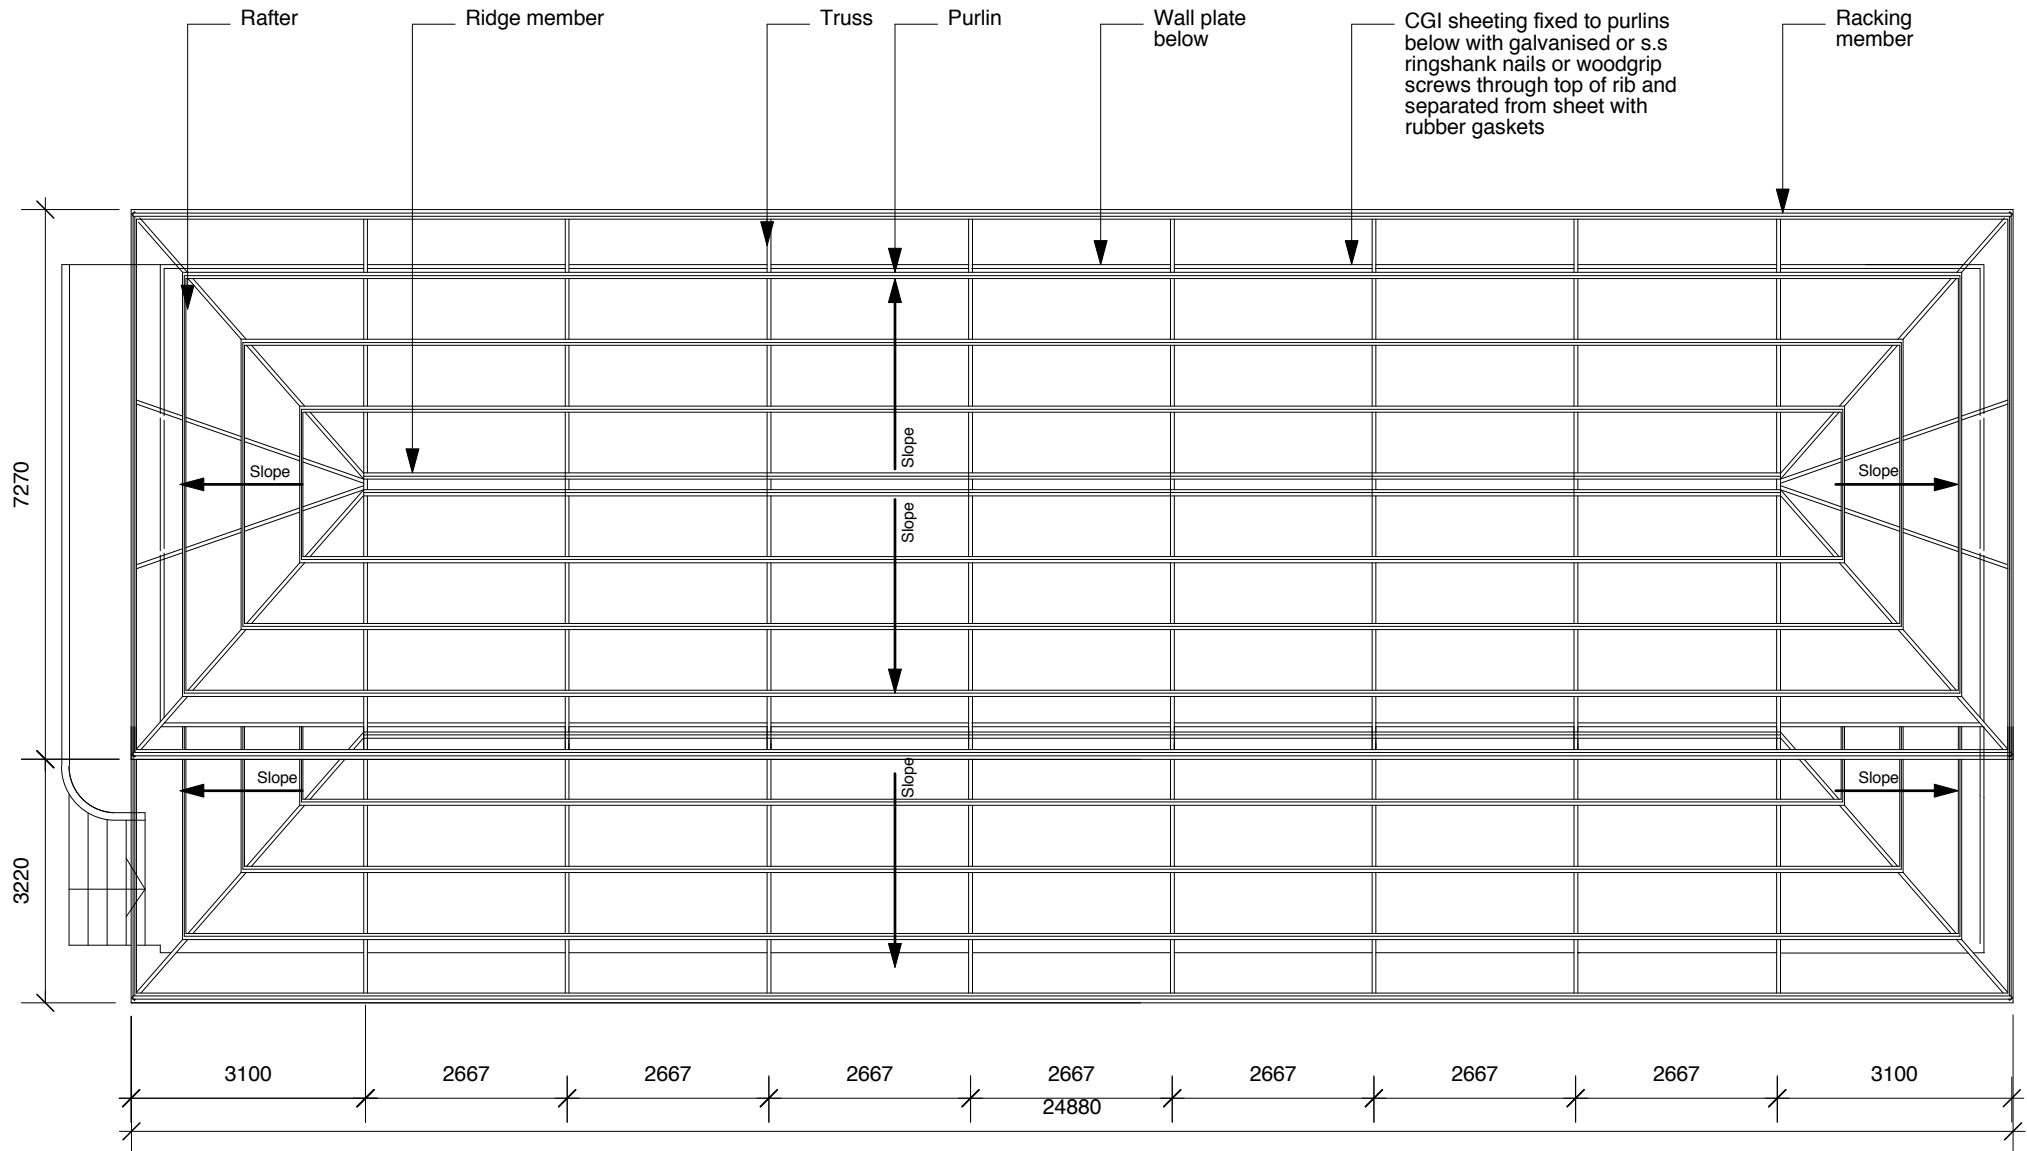 Rafter
Ridge member
Truss
Purlin
Wall plate
below
CGI sheeting fixed to purlins
below with galvanised or s.s
ringshank nails or woodgrip
screws through top of rib and
separated from sheet with
rubber gaskets
Racking
member
7270
Slope
Slope
Slope
Slope
3220
Slope
Slope
Slope
3100
2667
2667
2667
2667
2667
2667
2667
3100
24880